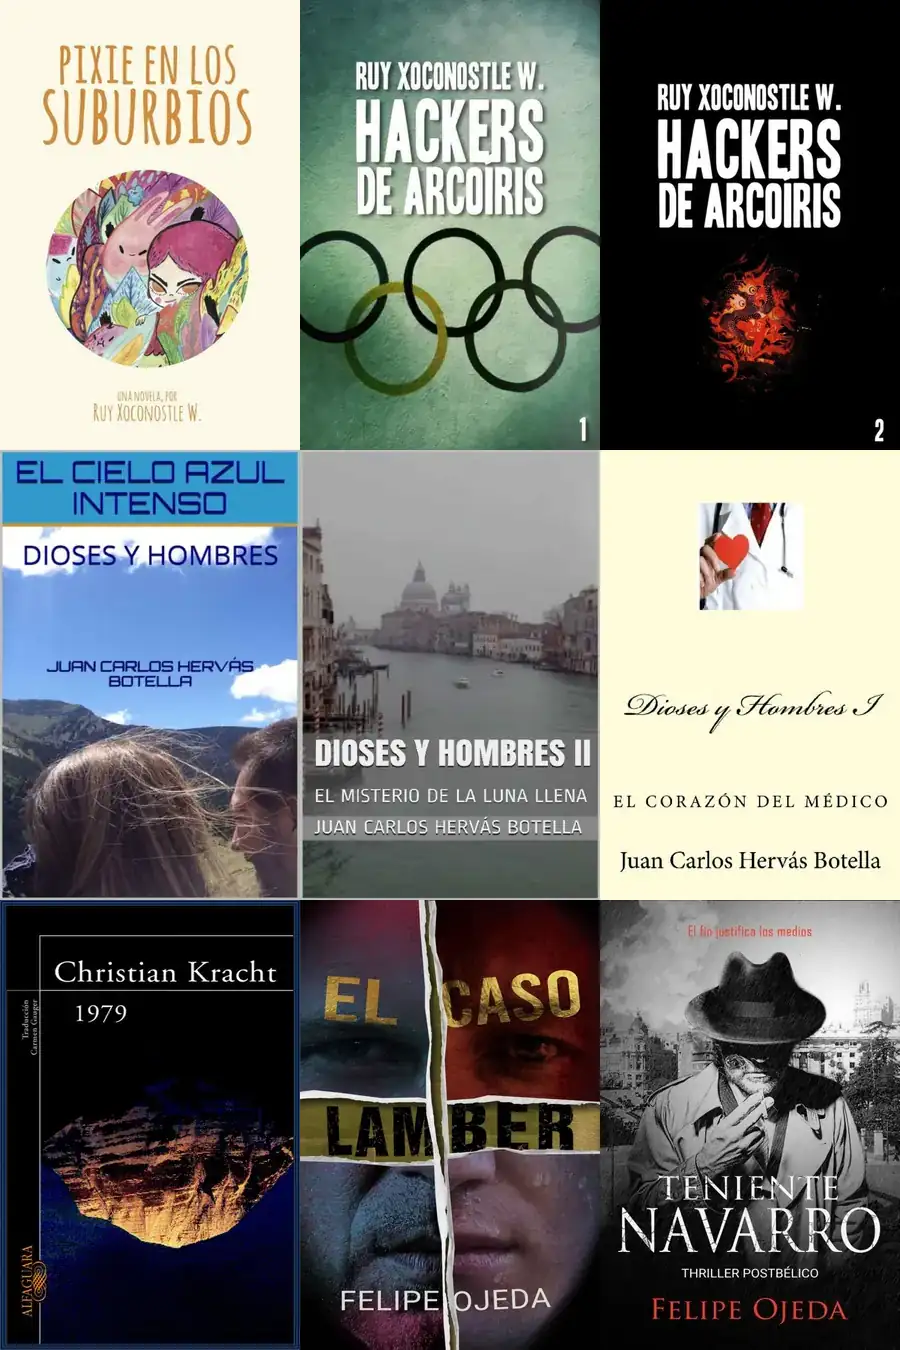 PIXIE EN LOS
SUBURBIOS
UNA NOVELA, POR
RUY XOCONOSTLE W.
RUY XOCONOSTLE W.
HACKERS
DE ARCOÍRIS
1
RUY XOCONOSTLE W.
HACKERS
DE ARCOÍRIS
2
EL CIELO AZUL
INTENSO
DIOSES Y HOMBRES
JUAN CARLOS HERVÁS
BOTELLA
DIOSES Y HOMBRES II
EL MISTERIO DE LA LUNA LLENA
JUAN CARLOS HERVÁS BOTELLA
Dioses y Hombres I
EL CORAZÓN DEL MÉDICO
Juan Carlos Hervás Botella
Christian Kracht
1979
Traducción
Carmen Gauger
ALFAGUARA
EL CASO
LAMBER
FELIPE OJEDA
El fin justifica los medios
TENIENTE
NAVARRO
THRILLER POSTBÉLICO
FELIPE OJEDA